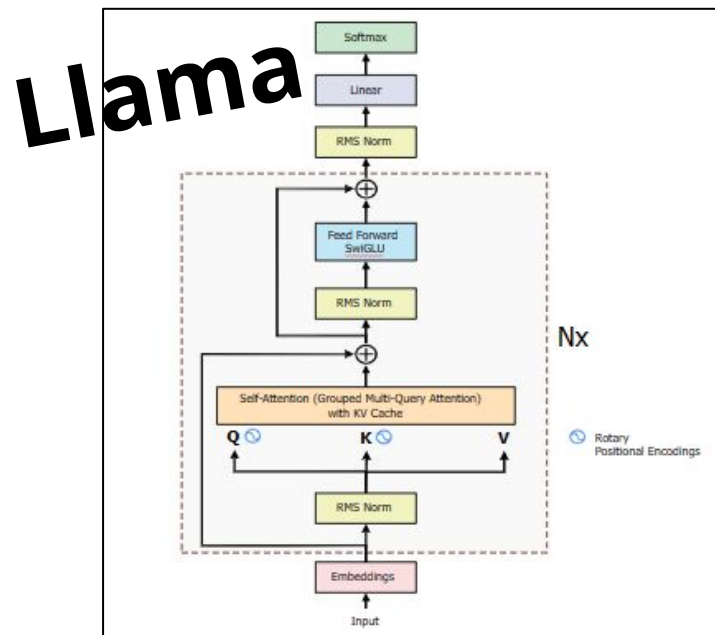 Llama
Softmax
Linear
RMS Norm
Feed Forward
SwiGLU
RMS Norm
Nx
Self-Attention (Grouped Multi-Query Attention)
with KV Cache
Q K V
Rotary
Positional Encodings
RMS Norm
Embeddings
Input